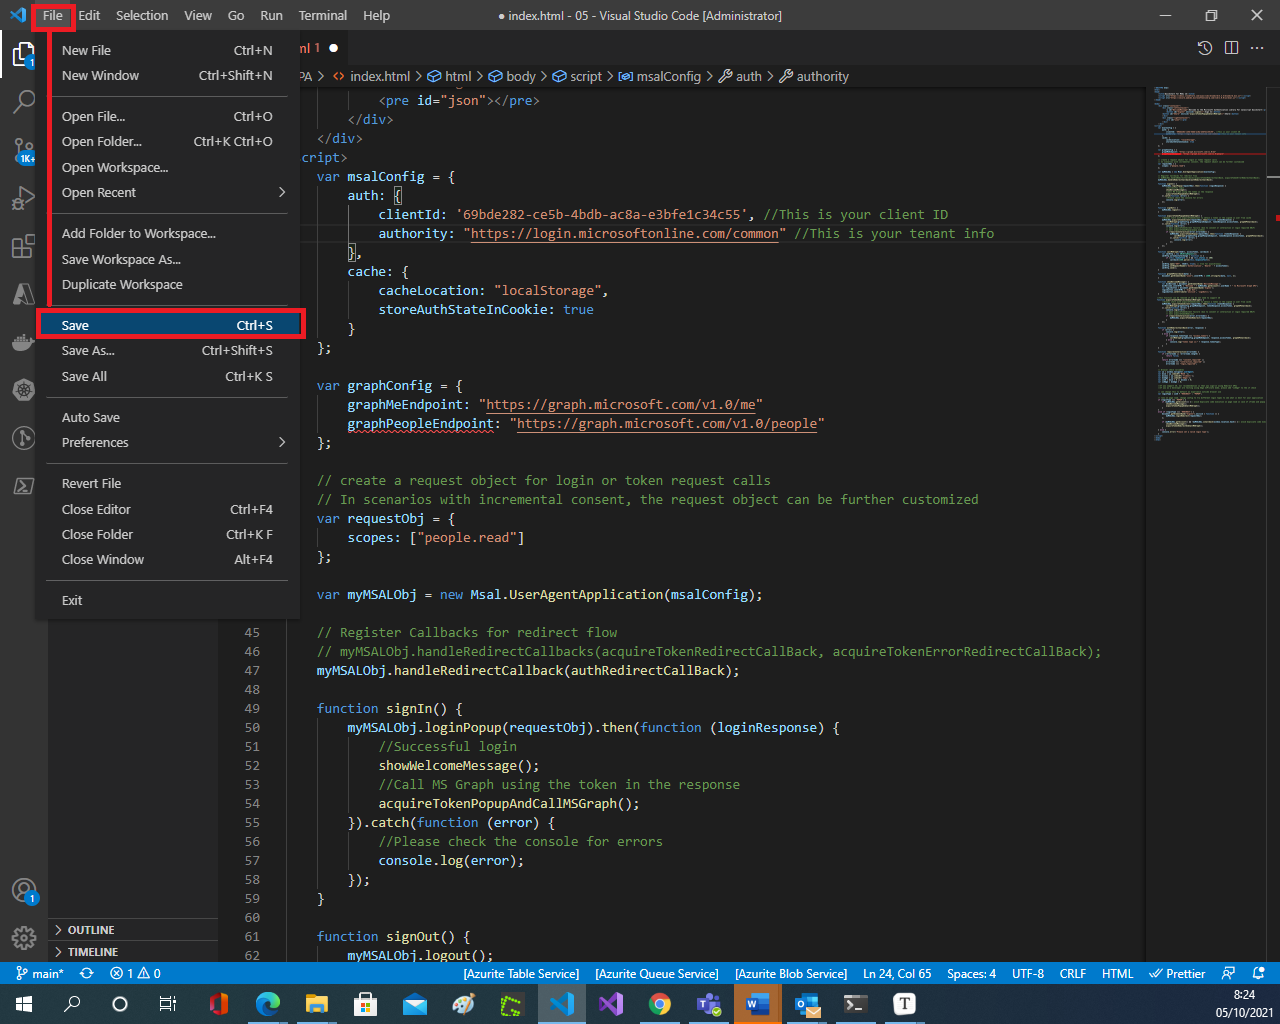 File Edit Selection View Go Run Terminal Help
● index.html - 05 - Visual Studio Code [Administrator]
New File Ctrl+N
New Window Ctrl+Shift+N
Open File... Ctrl+O
Open Folder... Ctrl+K Ctrl+O
Open Workspace...
Open Recent
Add Folder to Workspace...
Save Workspace As...
Duplicate Workspace
Save Ctrl+S
Save As... Ctrl+Shift+S
Save All Ctrl+K S
Auto Save
Preferences
Revert File
Close Editor Ctrl+F4
Close Folder Ctrl+K F
Close Window Alt+F4
Exit
1
1K+
1
OUTLINE
TIMELINE
ml 1 ●
PA > <> index.html > html > body > script > msalConfig > auth > authority
<pre id="json"></pre>
</div>
</div>
script>
var msalConfig = {
auth: {
clientId: '69bde282-ce5b-4bdb-ac8a-e3bfe1c34c55', //This is your client ID
authority: "https://login.microsoftonline.com/common" //This is your tenant info
},
cache: {
cacheLocation: "localStorage",
storeAuthStateInCookie: true
}
};
var graphConfig = {
graphMeEndpoint: "https://graph.microsoft.com/v1.0/me"
graphPeopleEndpoint: "https://graph.microsoft.com/v1.0/people"
};
// create a request object for login or token request calls
// In scenarios with incremental consent, the request object can be further customized
var requestObj = {
scopes: ["people.read"]
};
var myMSALObj = new Msal.UserAgentApplication(msalConfig);
45 // Register Callbacks for redirect flow
46 // myMSALObj.handleRedirectCallbacks(acquireTokenRedirectCallBack, acquireTokenErrorRedirectCallBack);
47 myMSALObj.handleRedirectCallback(authRedirectCallBack);
48
49 function signIn() {
50 myMSALObj.loginPopup(requestObj).then(function (loginResponse) {
51 //Successful login
52 showWelcomeMessage();
53 //Call MS Graph using the token in the response
54 acquireTokenPopupAndCallMSGraph();
55 }).catch(function (error) {
56 //Please check the console for errors
57 console.log(error);
58 });
59 }
60
61 function signOut() {
62 myMSALObj.logout();
main* 1 0 [Azurite Table Service] [Azurite Queue Service] [Azurite Blob Service] Ln 24, Col 65 Spaces: 4 UTF-8 CRLF HTML Prettier
8:24
05/10/2021